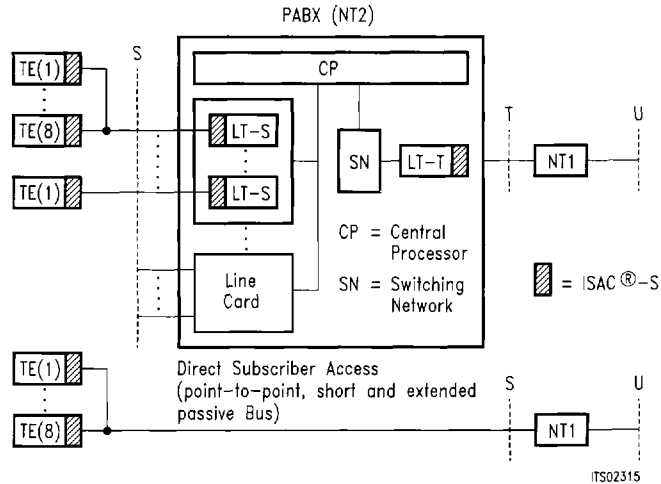 PABX (NT2)
S
TE(1)
CP
TE(8)
LT-S
T
U
SN
LT-T
NT1
TE(1)
LT-S
CP = Central
Processor
Line
Card
SN = Switching
Network
= ISAC®-S
TE(1)
Direct Subscriber Access
(point-to-point, short and extended
passive Bus)
S
U
TE(8)
NT1
ITS02315